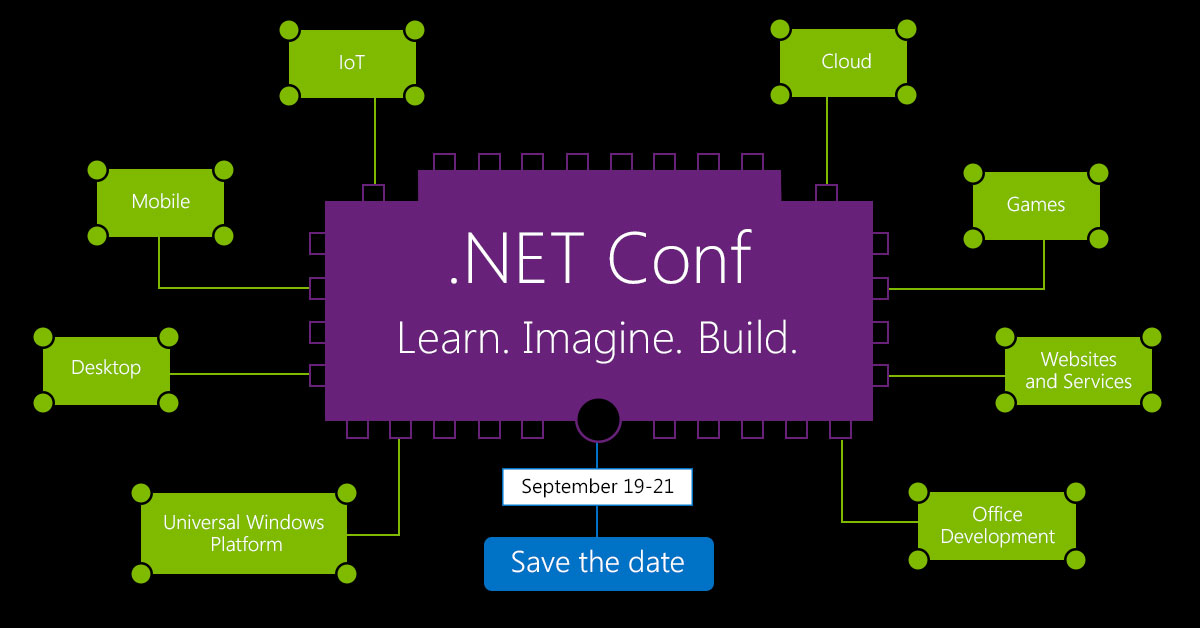 IoT
Cloud
Mobile
Games
.NET Conf
Learn. Imagine. Build.
Desktop
Websites
and Services
September 19-21
Universal Windows
Platform
Office
Development
Save the date